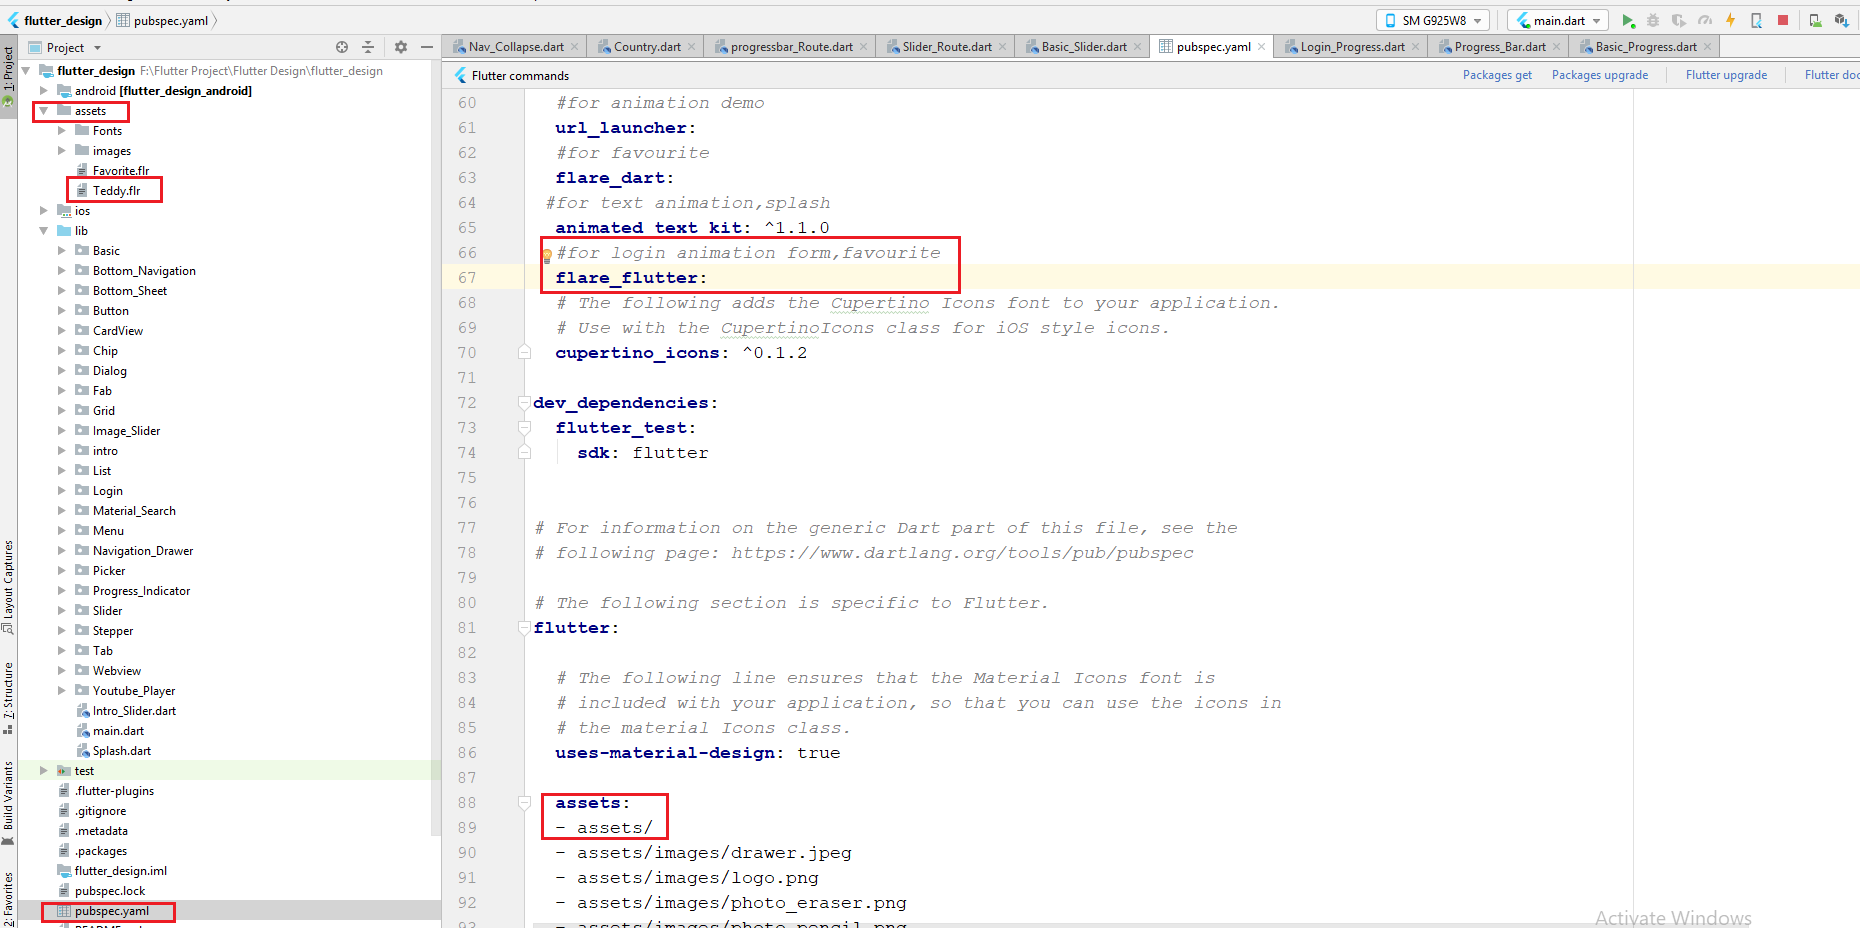 flutter_design
pubspec.yaml
SM G925W8
main.dart
Project
Nav_Collapse.dart
Country.dart
progressbar_Route.dart
Slider_Route.dart
Basic_Slider.dart
pubspec.yaml
Login_Progress.dart
Progress_Bar.dart
Basic_Progress.dart
1: Project
Layout Captures
7: Structure
Build Variants
2: Favorites
flutter_design F:\Flutter Project\Flutter Design\flutter_design
android [flutter_design_android]
assets
Fonts
images
Favorite.flr
Teddy.flr
ios
lib
Basic
Bottom_Navigation
Bottom_Sheet
Button
CardView
Chip
Dialog
Fab
Grid
Image_Slider
intro
List
Login
Material_Search
Menu
Navigation_Drawer
Picker
Progress_Indicator
Slider
Stepper
Tab
Webview
Youtube_Player
Intro_Slider.dart
main.dart
Splash.dart
test
.flutter-plugins
.gitignore
.metadata
.packages
flutter_design.iml
pubspec.lock
pubspec.yaml
Flutter commands
Packages get
Packages upgrade
Flutter upgrade
Flutter doc
60 #for animation demo
61 url_launcher:
62 #for favourite
63 flare_dart:
64 #for text animation,splash
65 animated_text_kit: ^1.1.0
66 #for login animation form,favourite
67 flare_flutter:
68 # The following adds the Cupertino Icons font to your application.
69 # Use with the CupertinoIcons class for iOS style icons.
70 cupertino_icons: ^0.1.2
71
72 dev_dependencies:
73 flutter_test:
74 sdk: flutter
75
76
77 # For information on the generic Dart part of this file, see the
78 # following page: https://www.dartlang.org/tools/pub/pubspec
79
80 # The following section is specific to Flutter.
81 flutter:
82
83 # The following line ensures that the Material Icons font is
84 # included with your application, so that you can use the icons in
85 # the material Icons class.
86 uses-material-design: true
87
88 assets:
89 - assets/
90 - assets/images/drawer.jpeg
91 - assets/images/logo.png
92 - assets/images/photo_eraser.png
93 - assets/images/photo_pencil.png
Activate Windows